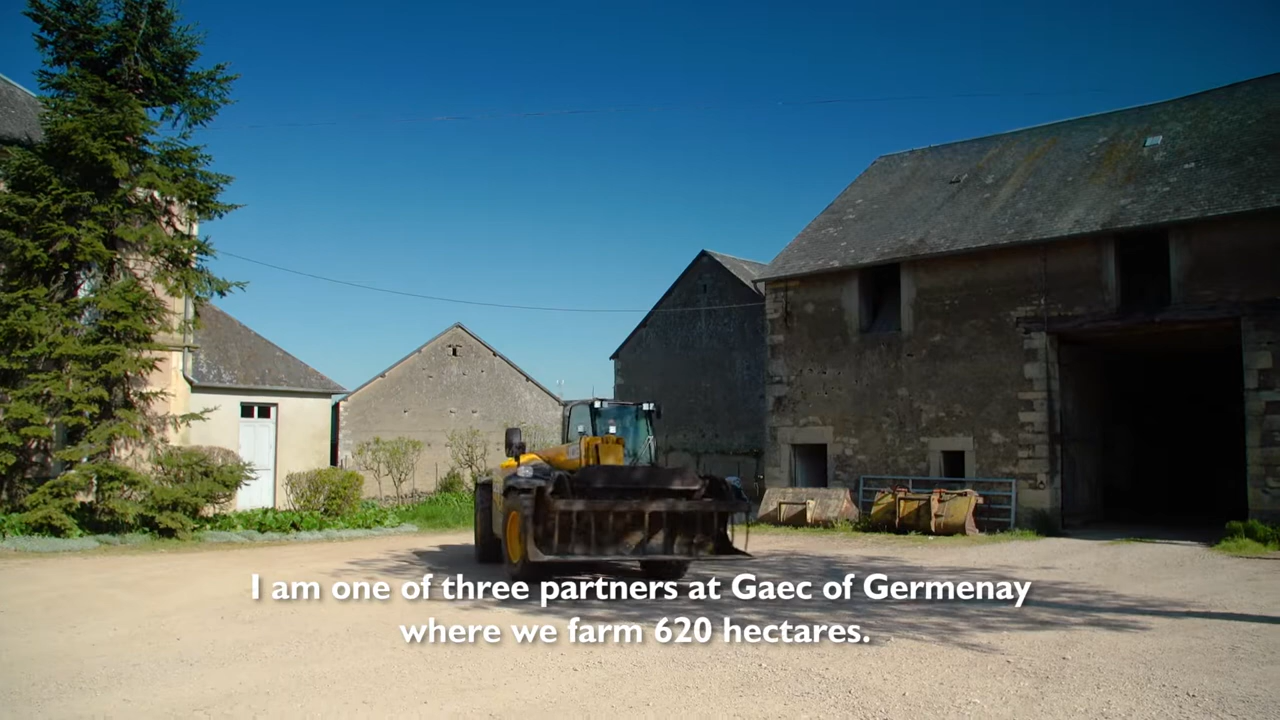 I am one of three partners at Gaec of Germenay
where we farm 620 hectares.